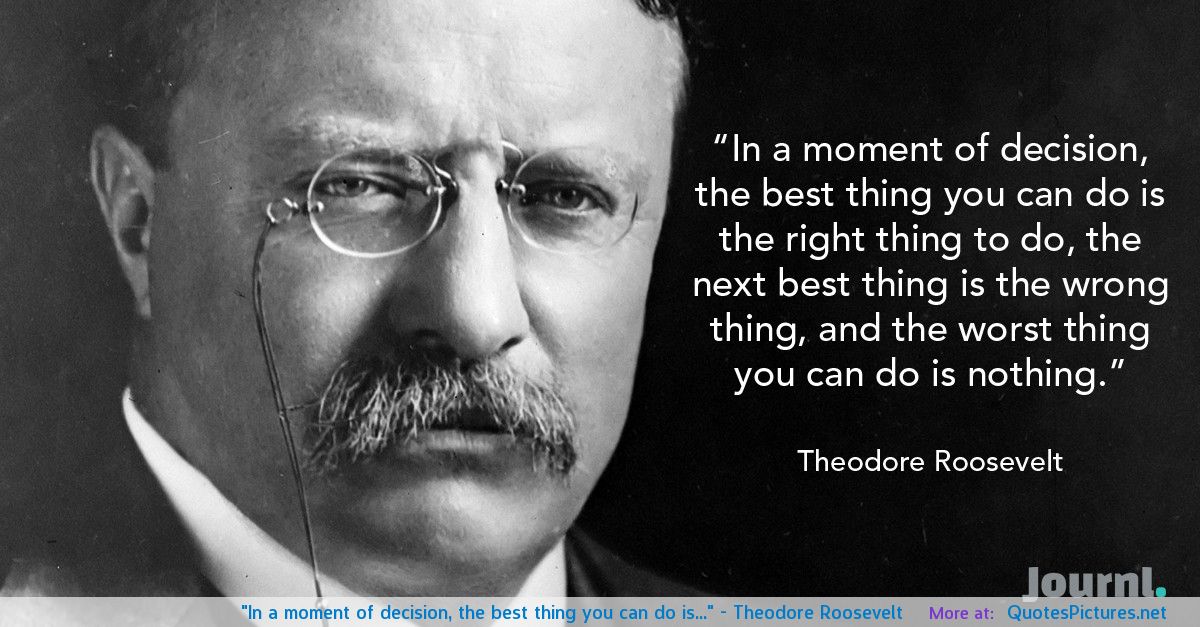 “In a moment of decision,
the best thing you can do is
the right thing to do, the
next best thing is the wrong
thing, and the worst thing
you can do is nothing.”
Theodore Roosevelt
Journl.
"In a moment of decision, the best thing you can do is..." - Theodore Roosevelt More at: QuotesPictures.net